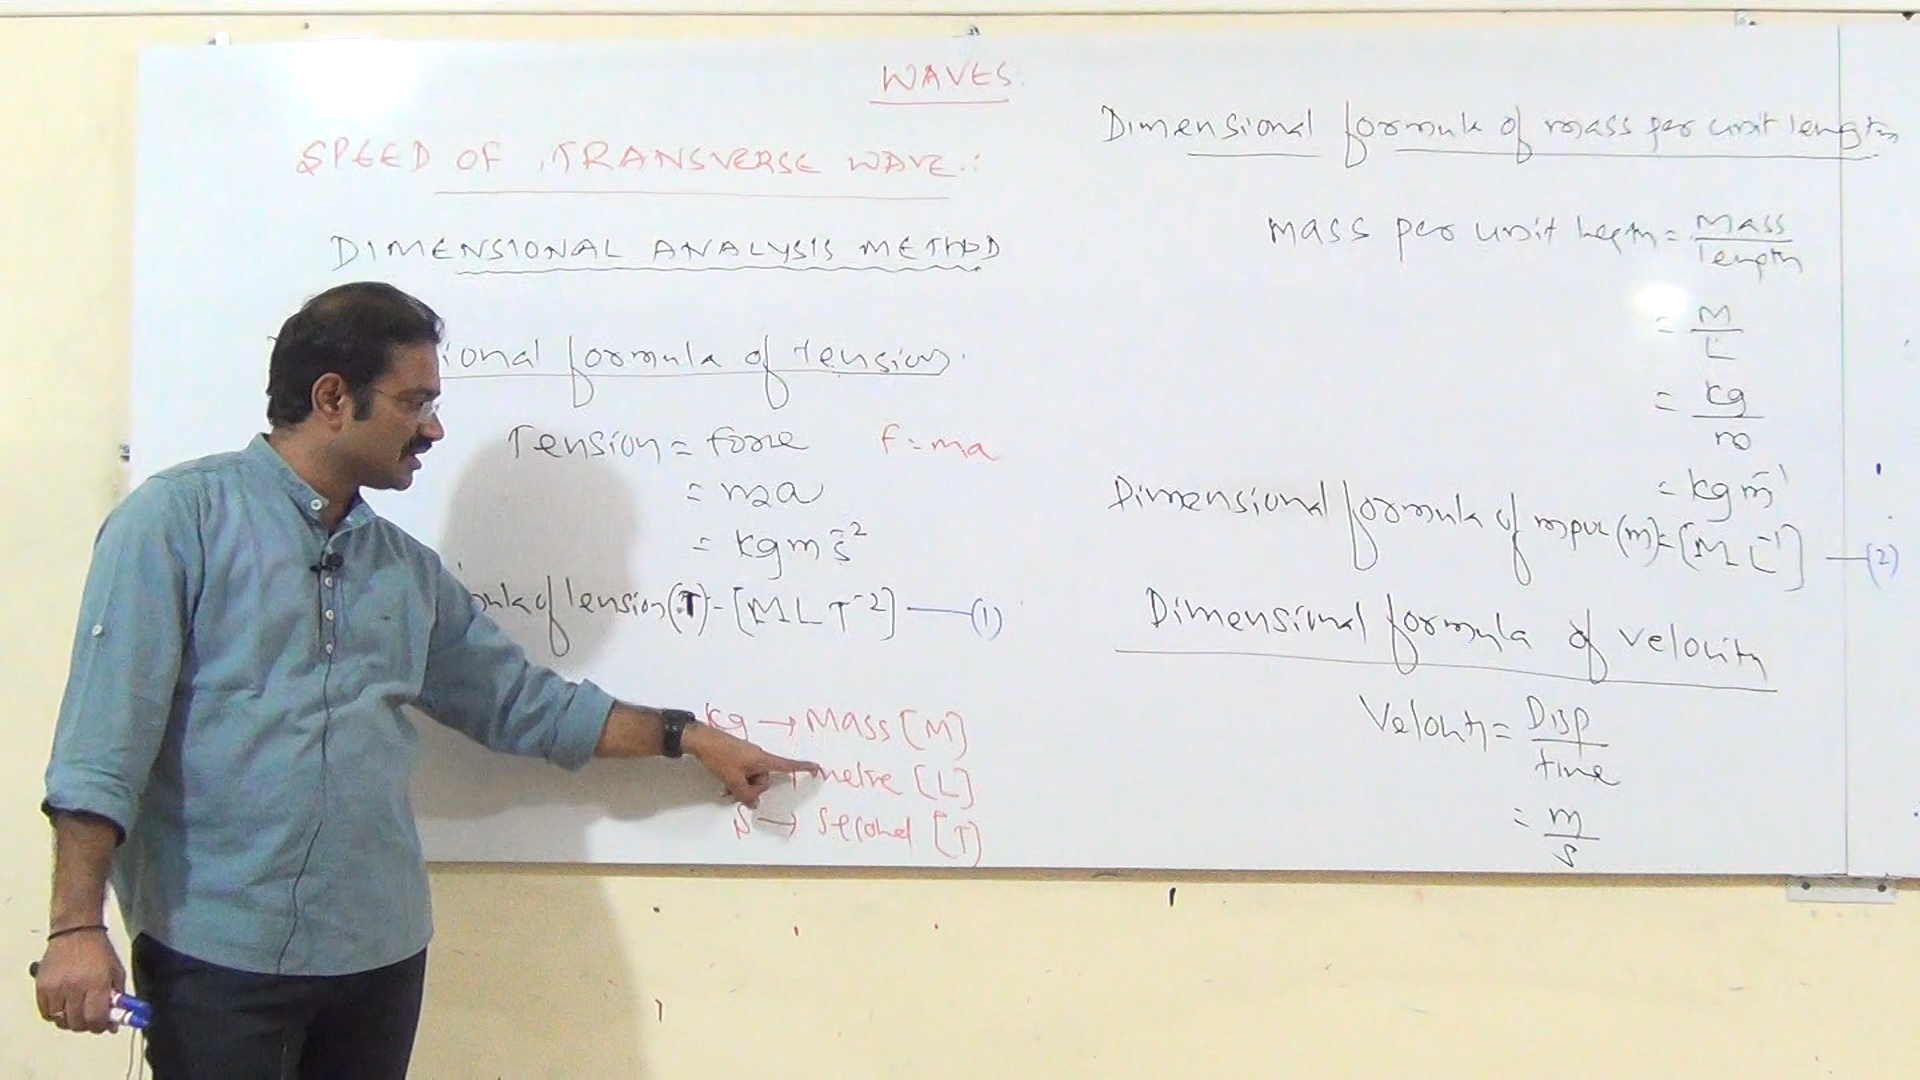 WAVES.
SPEED OF TRANSVERSE WAVE:
DIMENSIONAL ANALYSIS METHOD
ional formula of tension.
Tension = force F = ma
= ma
= kg m s⁻²
mula of tension (T) - [M L T⁻²] — (1)
kg → Mass [M]
metre [L]
S → Second [T]
Dimensional formula of mass per unit length
mass per unit length = Mass / length
= M / L
= kg / m
= kg m⁻¹
Dimensional formula of mpul (m) = [M L⁻¹] — (2)
Dimensional formula of velocity
Velocity = Disp / time
= m / s